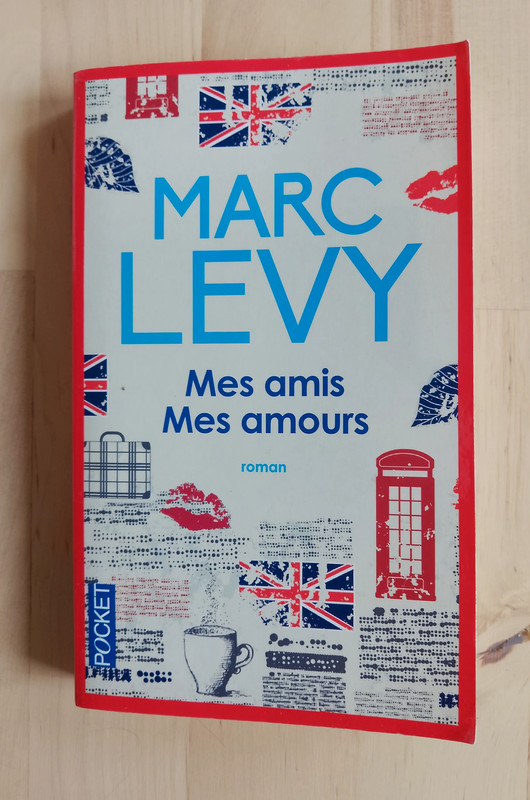 MARC
LEVY
Mes amis
Mes amours
roman
POCKET